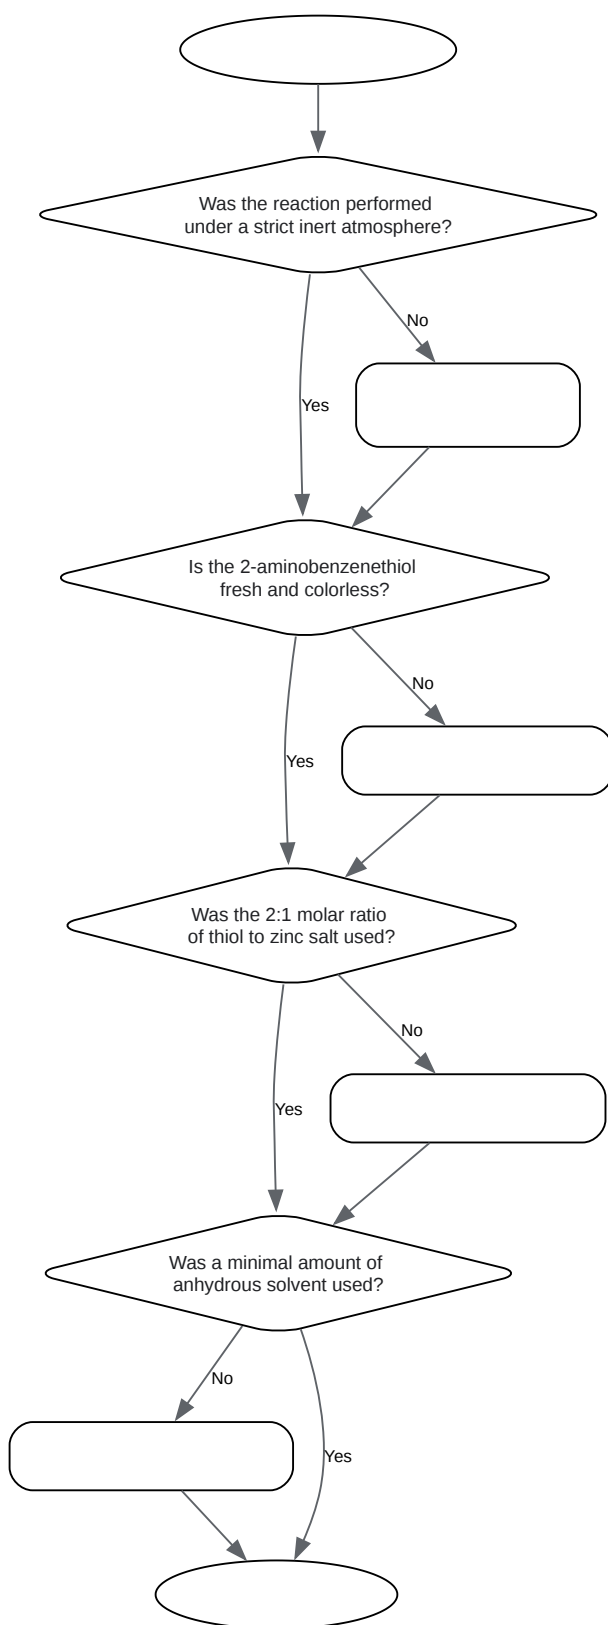 Was the reaction performed
under a strict inert atmosphere?
No
Yes
Is the 2-aminobenzenethiol
fresh and colorless?
No
Yes
Was the 2:1 molar ratio
of thiol to zinc salt used?
No
Yes
Was a minimal amount of
anhydrous solvent used?
No
Yes